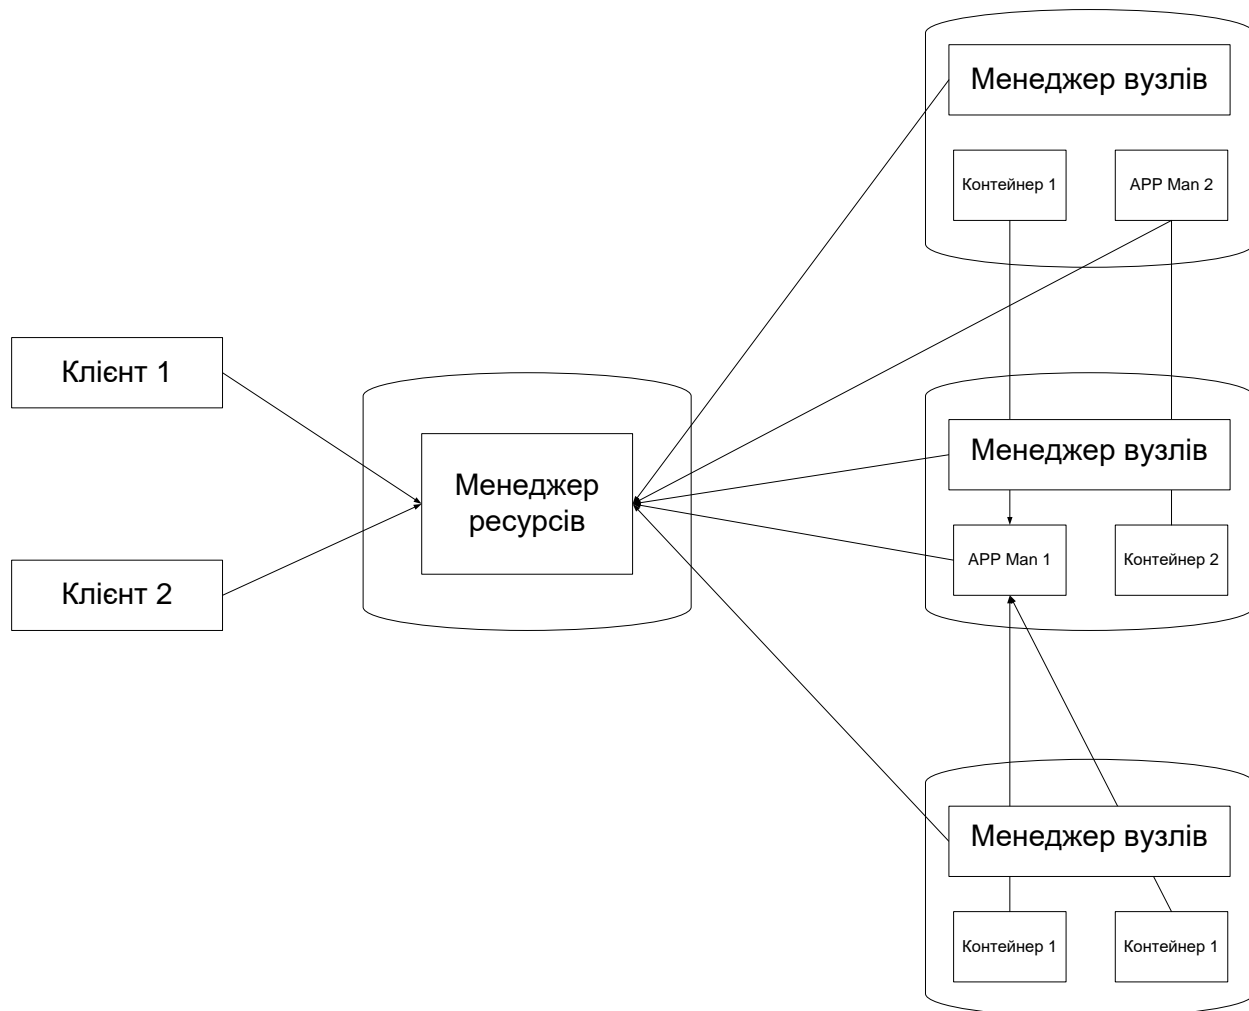 Менеджер вузлів
Контейнер 1
APP Man 2
Клієнт 1
Менеджер вузлів
Менеджер
ресурсів
APP Man 1
Контейнер 2
Клієнт 2
Менеджер вузлів
Контейнер 1
Контейнер 1